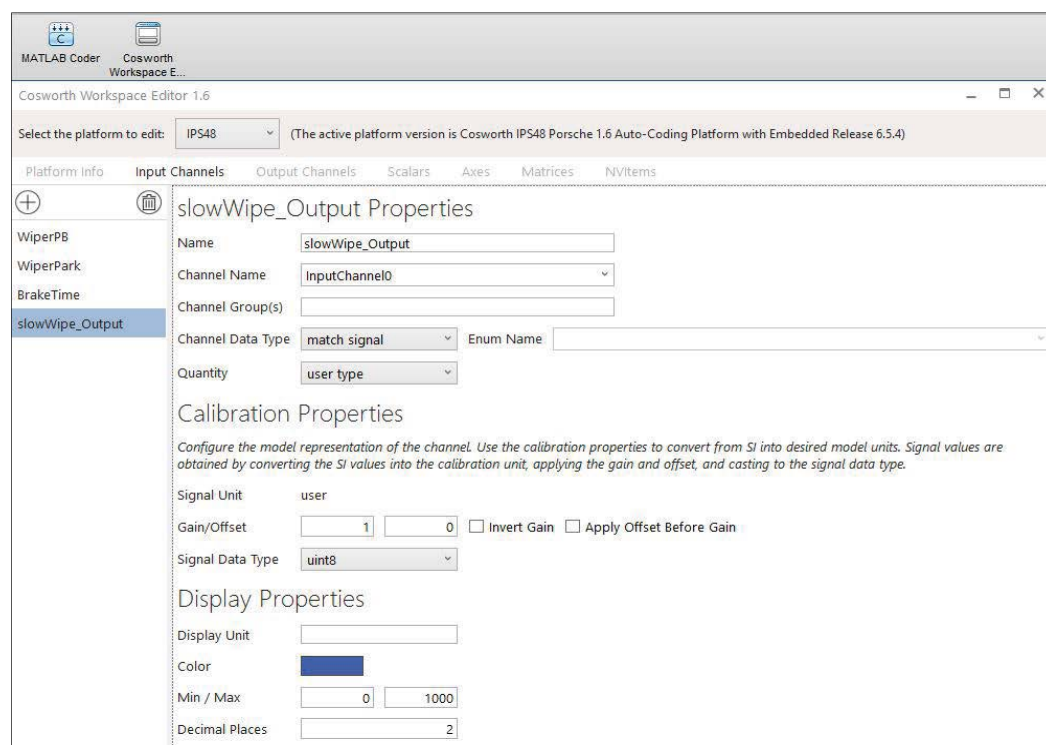 MATLAB Coder
Cosworth Workspace E...
Cosworth Workspace Editor 1.6
Select the platform to edit: IPS48 (The active platform version is Cosworth IPS48 Porsche 1.6 Auto-Coding Platform with Embedded Release 6.5.4)
Platform Info Input Channels Output Channels Scalars Axes Matrices NVItems
slowWipe_Output Properties
WiperPB
WiperPark
BrakeTime
slowWipe_Output
Name slowWipe_Output
Channel Name InputChannel0
Channel Group(s)
Channel Data Type match signal Enum Name
Quantity user type
Calibration Properties
Configure the model representation of the channel. Use the calibration properties to convert from SI into desired model units. Signal values are
obtained by converting the SI values into the calibration unit, applying the gain and offset, and casting to the signal data type.
Signal Unit user
Gain/Offset 1 0 Invert Gain Apply Offset Before Gain
Signal Data Type uint8
Display Properties
Display Unit
Color
Min / Max 0 1000
Decimal Places 2